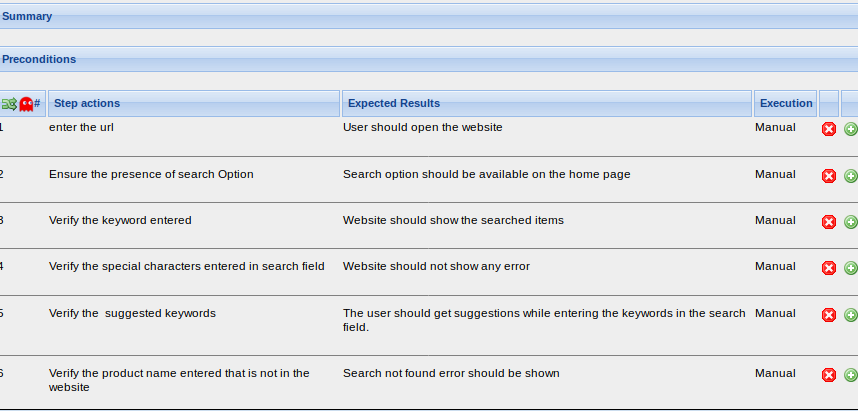 Summary
Preconditions
# Step actions Expected Results Execution
1 enter the url User should open the website Manual
2 Ensure the presence of search Option Search option should be available on the home page Manual
3 Verify the keyword entered Website should show the searched items Manual
4 Verify the special characters entered in search field Website should not show any error Manual
5 Verify the  suggested keywords The user should get suggestions while entering the keywords in the search Manual
field.
6 Verify the product name entered that is not in the Search not found error should be shown Manual
website